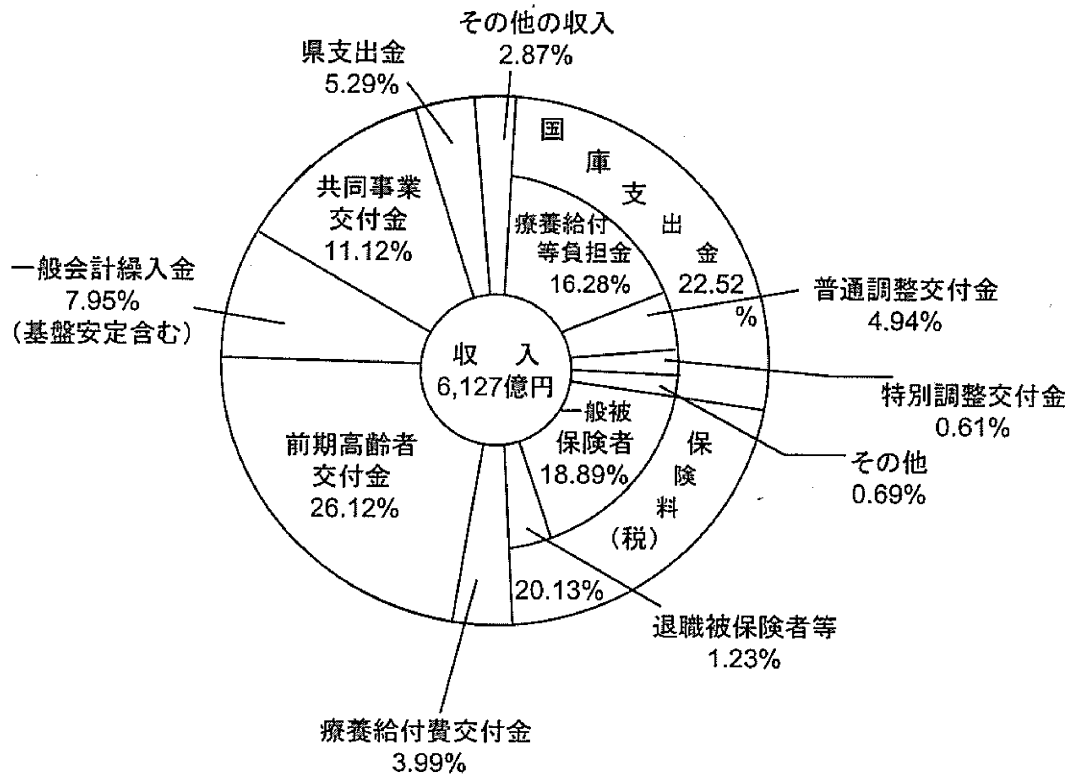 その他の収入
2.87%
県支出金
5.29%
国庫支出金
22.52
%
療養給付
等負担金
16.28%
普通調整交付金
4.94%
特別調整交付金
0.61%
その他
0.69%
共同事業
交付金
11.12%
一般会計繰入金
7.95%
（基盤安定含む）
収　入
6,127億円
前期高齢者
交付金
26.12%
一般被
保険者
18.89%
保険料
（税）
20.13%
退職被保険者等
1.23%
療養給付費交付金
3.99%